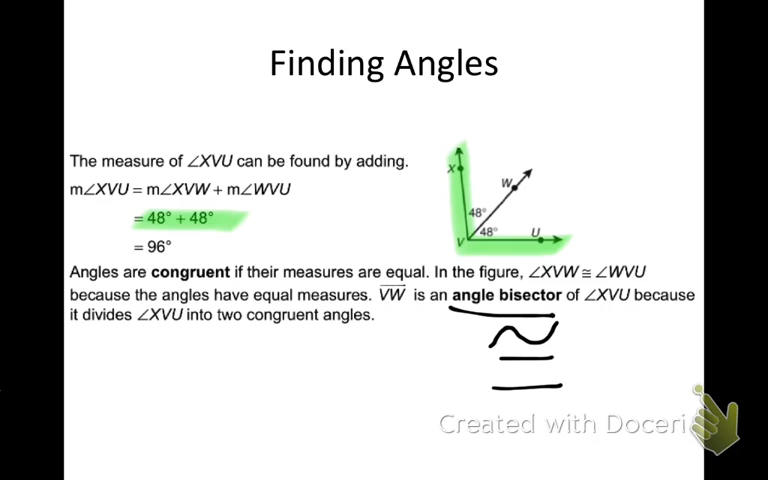 Finding Angles
The measure of ∠XVU can be found by adding.
m∠XVU = m∠XVW + m∠WVU
= 48° + 48°
= 96°
X
W
48°
48°
U
V
Angles are congruent if their measures are equal. In the figure, ∠XVW ≅ ∠WVU
because the angles have equal measures. VW is an angle bisector of ∠XVU because
it divides ∠XVU into two congruent angles.
≅
Created with Doceri